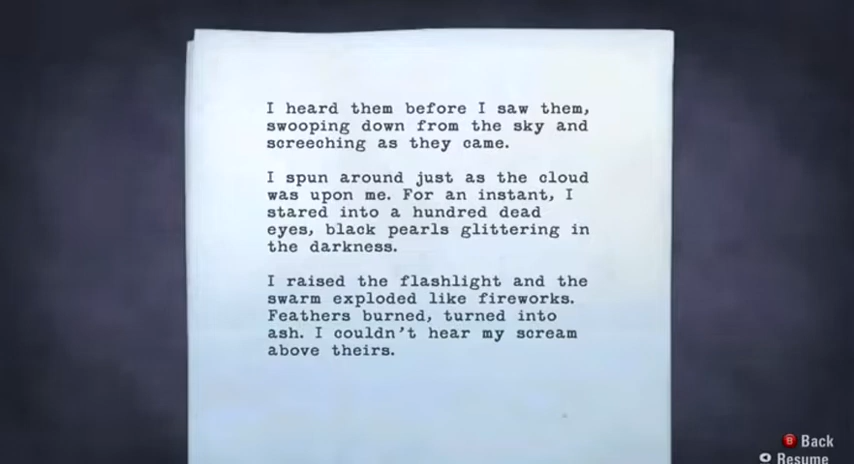 I heard them before I saw them,
swooping down from the sky and
screeching as they came.
I spun around just as the cloud
was upon me. For an instant, I
stared into a hundred dead
eyes, black pearls glittering in
the darkness.
I raised the flashlight and the
swarm exploded like fireworks.
Feathers burned, turned into
ash. I couldn't hear my scream
above theirs.
B Back
Resume